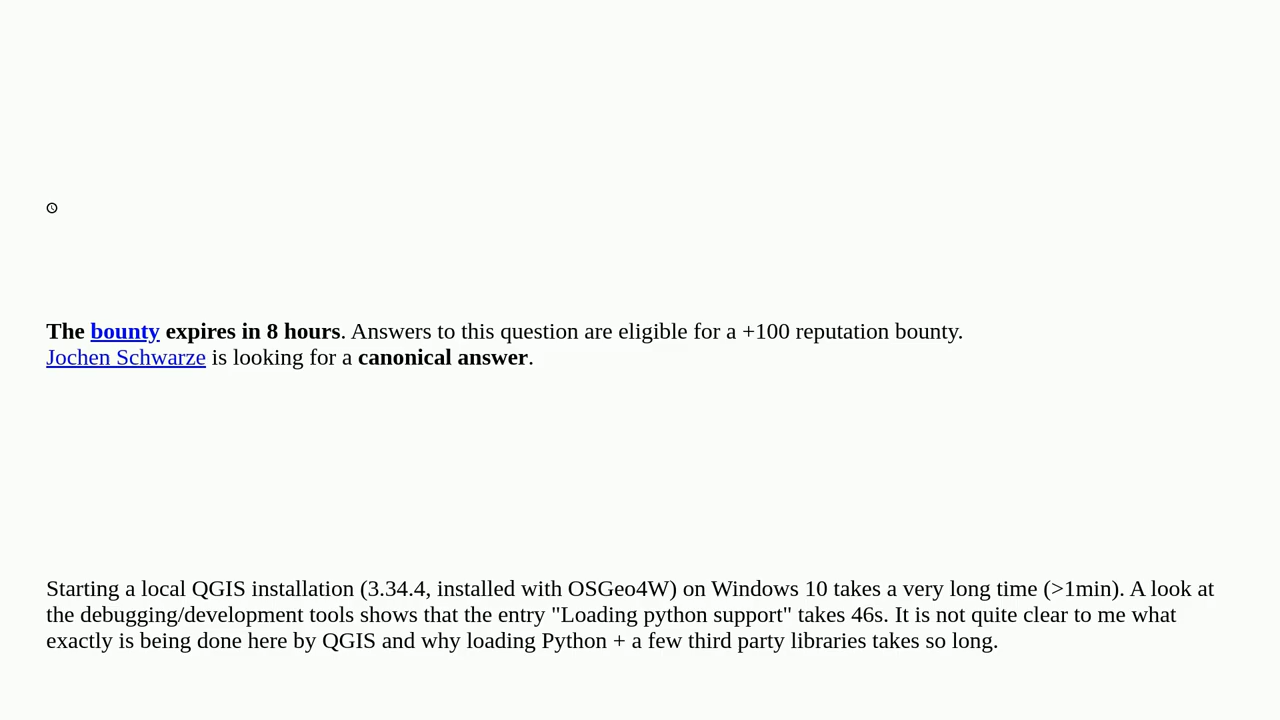 The bounty expires in 8 hours. Answers to this question are eligible for a +100 reputation bounty.
Jochen Schwarze is looking for a canonical answer.
Starting a local QGIS installation (3.34.4, installed with OSGeo4W) on Windows 10 takes a very long time (>1min). A look at
the debugging/development tools shows that the entry "Loading python support" takes 46s. It is not quite clear to me what
exactly is being done here by QGIS and why loading Python + a few third party libraries takes so long.